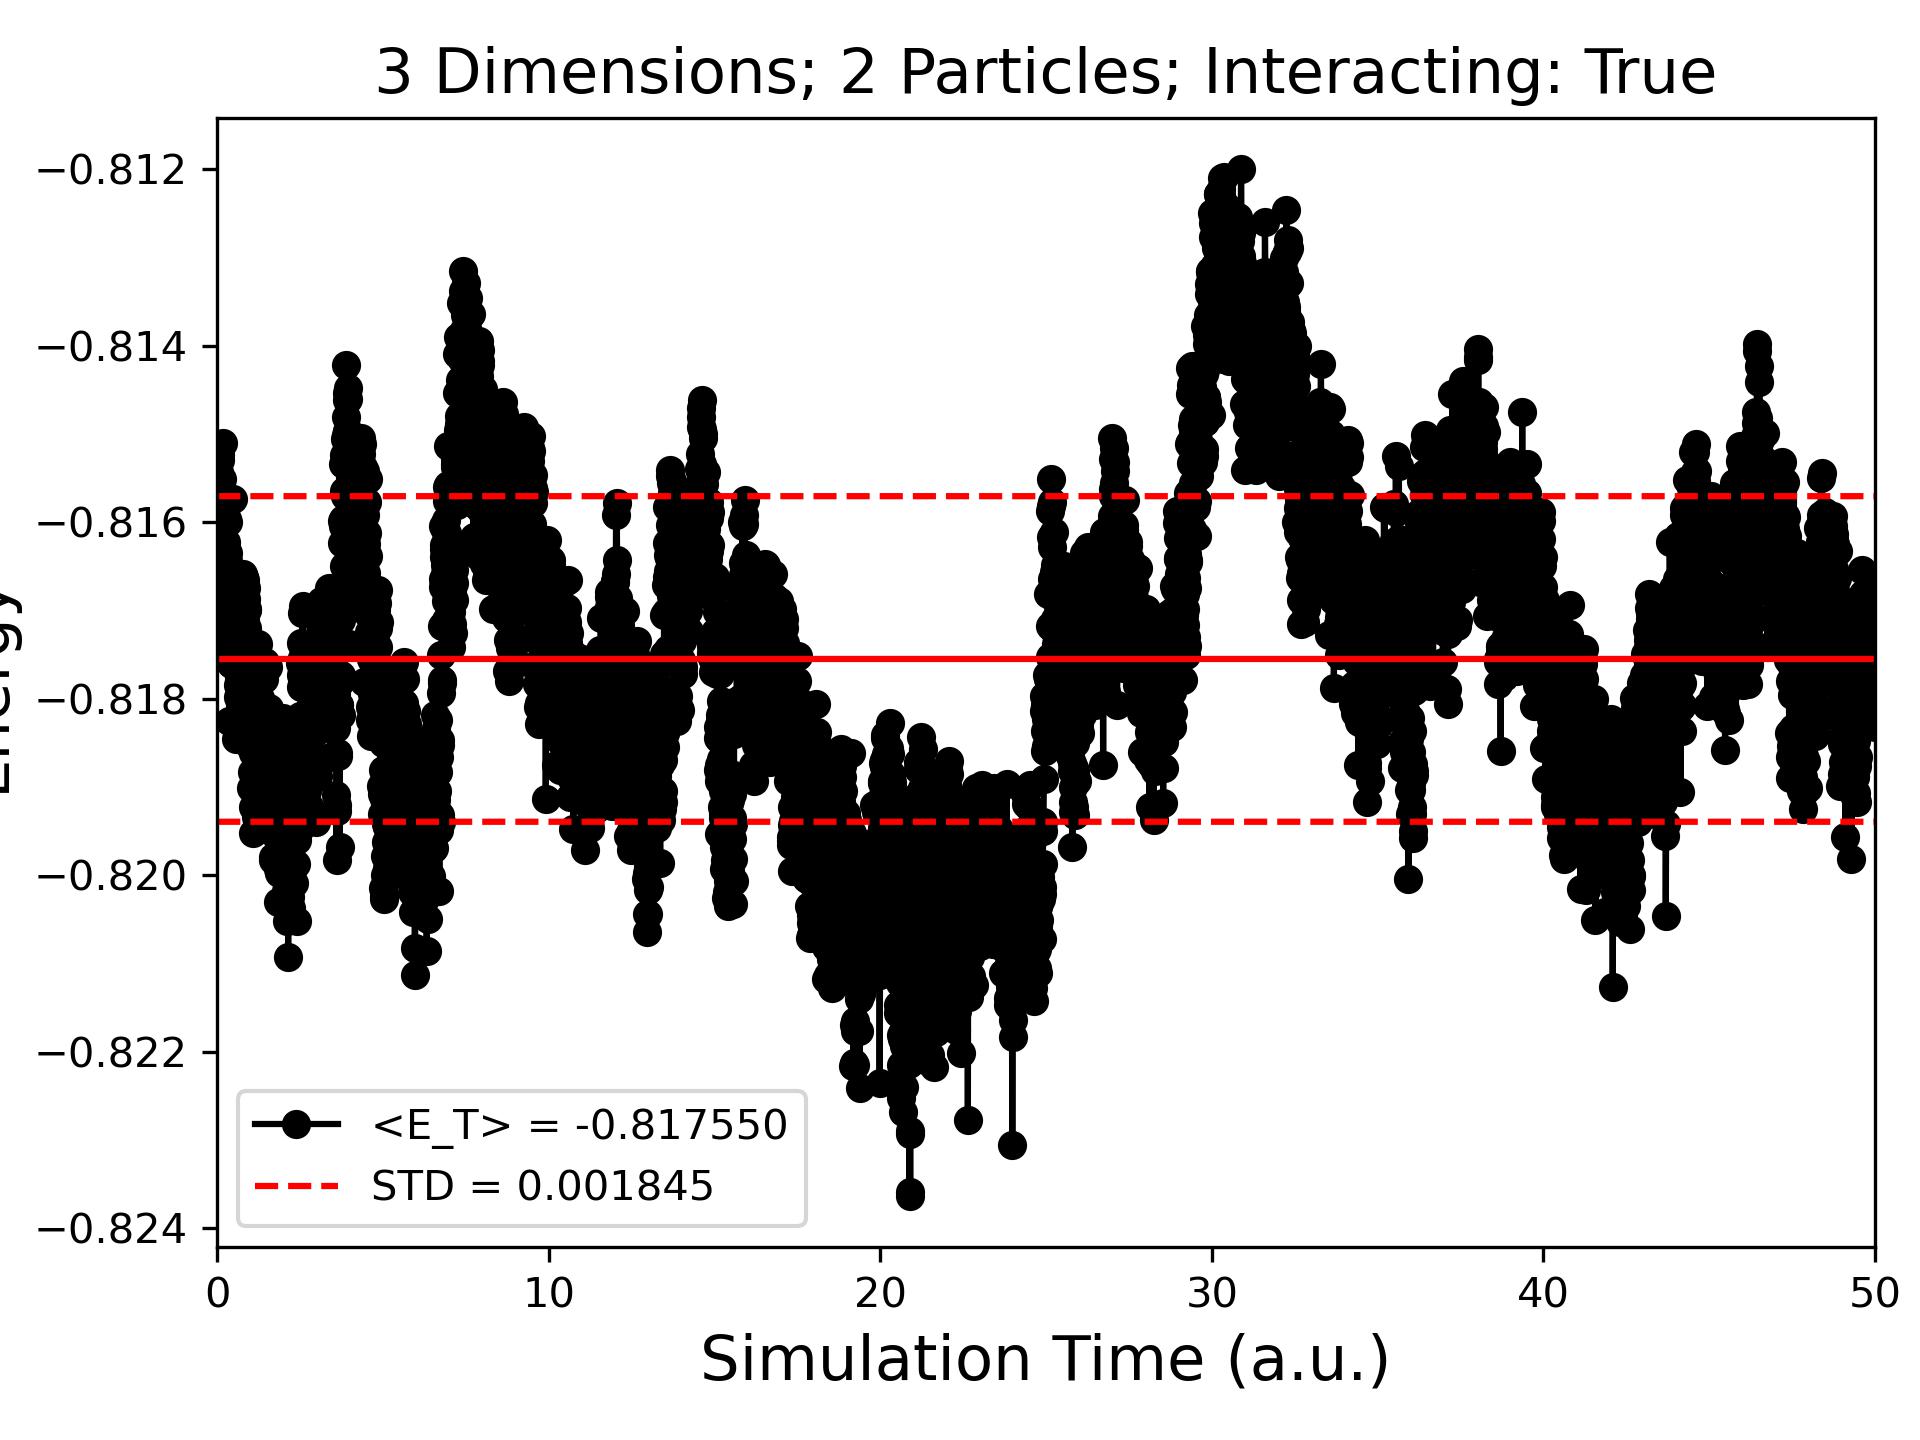 3 Dimensions; 2 Particles; Interacting: True
Energy
−0.812
−0.814
−0.816
−0.818
−0.820
−0.822
−0.824
<E_T> = -0.817550
STD = 0.001845
0 10 20 30 40 50
Simulation Time (a.u.)